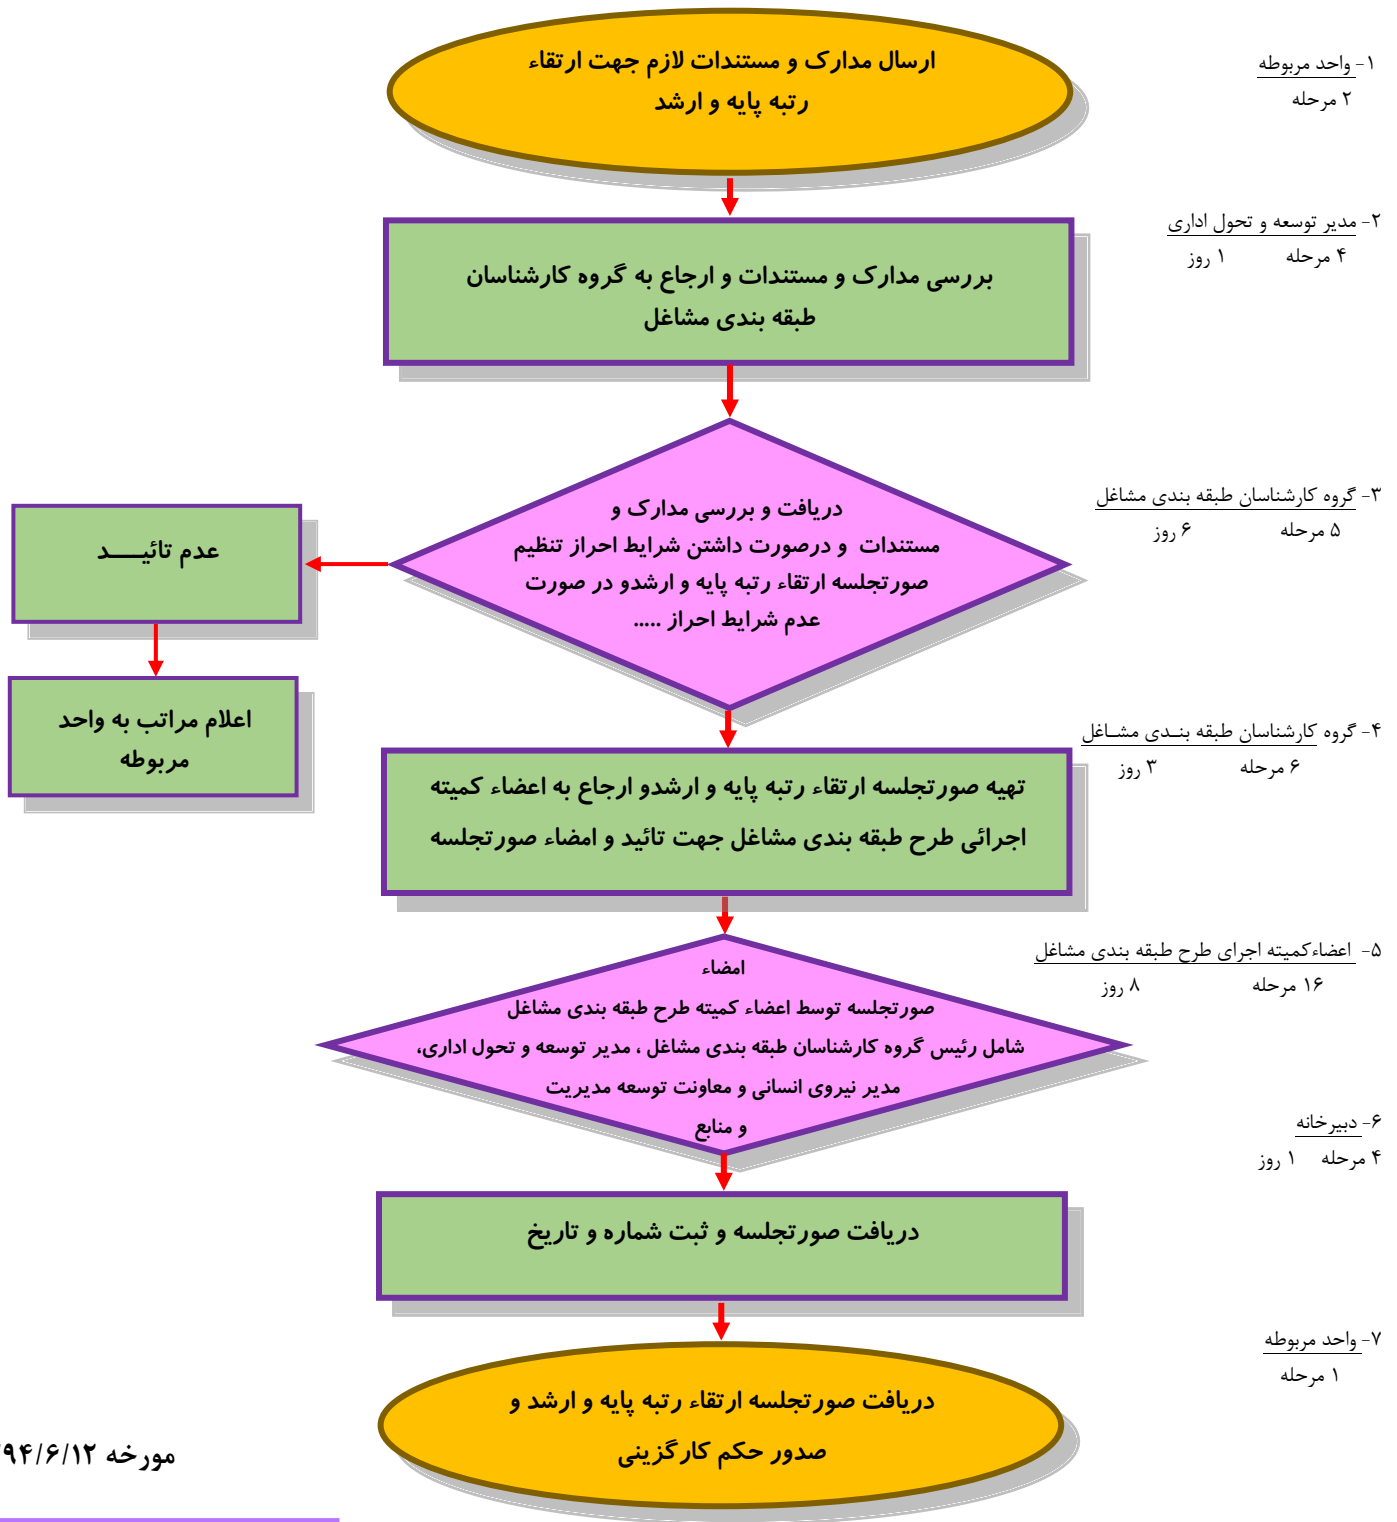 ارسال مدارک و مستندات لازم جهت ارتقاء
رتبه پایه و ارشد
۱- واحد مربوطه
۲ مرحله
بررسی مدارک و مستندات و ارجاع به گروه کارشناسان
طبقه بندی مشاغل
۲- مدیر توسعه و تحول اداری
۴ مرحله ۱ روز
دریافت و بررسی مدارک و
مستندات و درصورت داشتن شرایط احراز تنظیم
صورتجلسه ارتقاء رتبه پایه و ارشدو در صورت
عدم شرایط احراز .....
۳- گروه کارشناسان طبقه بندی مشاغل
۵ مرحله ۶ روز
عدم تائیـــــد
اعلام مراتب به واحد
مربوطه
تهیه صورتجلسه ارتقاء رتبه پایه و ارشدو ارجاع به اعضاء کمیته
اجرائی طرح طبقه بندی مشاغل جهت تائید و امضاء صورتجلسه
۴- گروه کارشناسان طبقه بنـدی مشـاغل
۶ مرحله ۳ روز
امضاء
صورتجلسه توسط اعضاء کمیته طرح طبقه بندی مشاغل
شامل رئیس گروه کارشناسان طبقه بندی مشاغل ، مدیر توسعه و تحول اداری،
مدیر نیروی انسانی و معاونت توسعه مدیریت
و منابع
۵- اعضاءکمیته اجرای طرح طبقه بندی مشاغل
۱۶ مرحله ۸ روز
دریافت صورتجلسه و ثبت شماره و تاریخ
۶- دبیرخانه
۴ مرحله ۱ روز
دریافت صورتجلسه ارتقاء رتبه پایه و ارشد و
صدور حکم کارگزینی
۷- واحد مربوطه
۱ مرحله
مورخه ۹۴/۶/۱۲